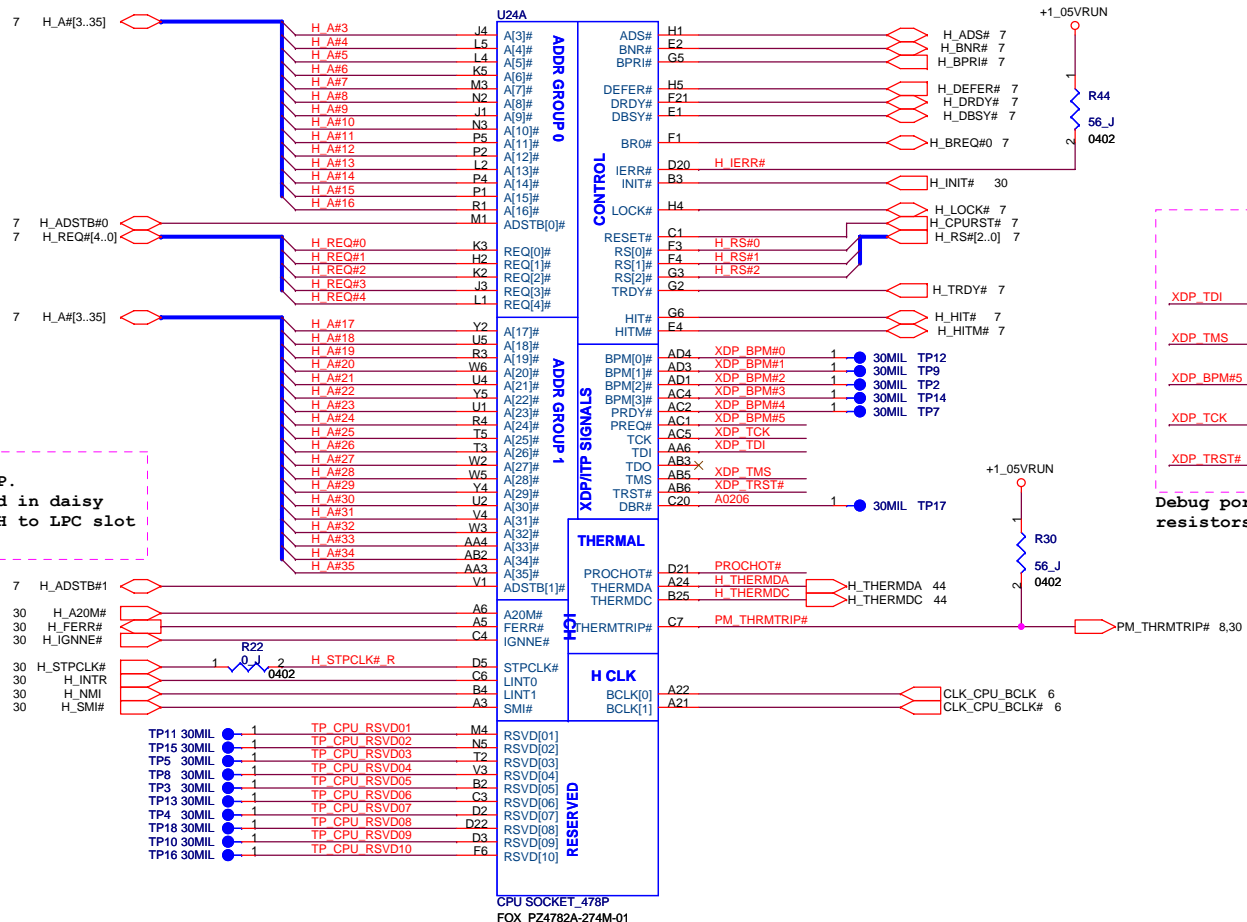 U24A
+1_05VRUN
7 H_A#[3..35]
H_A#3 J4 A[3]#
H_A#4 L5 A[4]#
H_A#5 L4 A[5]#
H_A#6 K5 A[6]#
H_A#7 M3 A[7]#
H_A#8 N2 A[8]#
H_A#9 J1 A[9]#
H_A#10 N3 A[10]#
H_A#11 P5 A[11]#
H_A#12 P2 A[12]#
H_A#13 L2 A[13]#
H_A#14 P4 A[14]#
H_A#15 P1 A[15]#
H_A#16 R1 A[16]#
7 H_ADSTB#0 M1 ADSTB[0]#
7 H_REQ#[4..0]
H_REQ#0 K3 REQ[0]#
H_REQ#1 H2 REQ[1]#
H_REQ#2 K2 REQ[2]#
H_REQ#3 J3 REQ[3]#
H_REQ#4 L1 REQ[4]#
ADDR GROUP 0
7 H_A#[3..35]
H_A#17 Y2 A[17]#
H_A#18 U5 A[18]#
H_A#19 R3 A[19]#
H_A#20 W6 A[20]#
H_A#21 U4 A[21]#
H_A#22 Y5 A[22]#
H_A#23 U1 A[23]#
H_A#24 R4 A[24]#
H_A#25 T5 A[25]#
H_A#26 T3 A[26]#
H_A#27 W2 A[27]#
H_A#28 W5 A[28]#
H_A#29 Y4 A[29]#
H_A#30 U2 A[30]#
H_A#31 V4 A[31]#
H_A#32 W3 A[32]#
H_A#33 AA4 A[33]#
H_A#34 AB2 A[34]#
H_A#35 AA3 A[35]#
7 H_ADSTB#1 V1 ADSTB[1]#
ADDR GROUP 1
P.
d in daisy
H to LPC slot
30 H_A20M# A6 A20M#
30 H_FERR# A5 FERR#
30 H_IGNNE# C4 IGNNE#
R22
30 H_STPCLK# 1 0_J 2 H_STPCLK#_R D5 STPCLK#
0402
30 H_INTR C6 LINT0
30 H_NMI B4 LINT1
30 H_SMI# A3 SMI#
ICH
TP11 30MIL 1 TP_CPU_RSVD01 M4 RSVD[01]
TP15 30MIL 1 TP_CPU_RSVD02 N5 RSVD[02]
TP5 30MIL 1 TP_CPU_RSVD03 T2 RSVD[03]
TP8 30MIL 1 TP_CPU_RSVD04 V3 RSVD[04]
TP3 30MIL 1 TP_CPU_RSVD05 B2 RSVD[05]
TP13 30MIL 1 TP_CPU_RSVD06 C3 RSVD[06]
TP4 30MIL 1 TP_CPU_RSVD07 D2 RSVD[07]
TP18 30MIL 1 TP_CPU_RSVD08 D22 RSVD[08]
TP10 30MIL 1 TP_CPU_RSVD09 D3 RSVD[09]
TP16 30MIL 1 TP_CPU_RSVD10 F6 RSVD[10]
RESERVED
CONTROL
ADS# H1 H_ADS# 7
BNR# E2 H_BNR# 7
BPRI# G5 H_BPRI# 7
DEFER# H5 H_DEFER# 7
DRDY# F21 H_DRDY# 7
DBSY# E1 H_DBSY# 7
BR0# F1 H_BREQ#0 7
IERR# D20 H_IERR#
INIT# B3 H_INIT# 30
LOCK# H4 H_LOCK# 7
RESET# C1 H_CPURST# 7
RS[0]# F3 H_RS#0 H_RS#[2..0] 7
RS[1]# F4 H_RS#1
RS[2]# G3 H_RS#2
TRDY# G2 H_TRDY# 7
HIT# G6 H_HIT# 7
HITM# E4 H_HITM# 7
1
R44
56_J
2 0402
XDP/ITP SIGNALS
BPM[0]# AD4 XDP_BPM#0 1 30MIL TP12
BPM[1]# AD3 XDP_BPM#1 1 30MIL TP9
BPM[2]# AD1 XDP_BPM#2 1 30MIL TP2
BPM[3]# AC4 XDP_BPM#3 1 30MIL TP14
PRDY# AC2 XDP_BPM#4 1 30MIL TP7
PREQ# AC1 XDP_BPM#5
TCK AC5 XDP_TCK
TDI AA6 XDP_TDI
TDO AB3
TMS AB5 XDP_TMS
TRST# AB6 XDP_TRST#
DBR# C20 A0206 1 30MIL TP17
THERMAL
PROCHOT# D21 PROCHOT#
THERMDA A24 H_THERMDA H_THERMDA 44
THERMDC B25 H_THERMDC H_THERMDC 44
THERMTRIP# C7 PM_THRMTRIP# PM_THRMTRIP# 8,30
+1_05VRUN
1
R30
56_J
2 0402
H CLK
BCLK[0] A22 CLK_CPU_BCLK 6
BCLK[1] A21 CLK_CPU_BCLK# 6
XDP_TDI
XDP_TMS
XDP_BPM#5
XDP_TCK
XDP_TRST#
Debug por
resistors
CPU SOCKET_478P
FOX_PZ4782A-274M-01